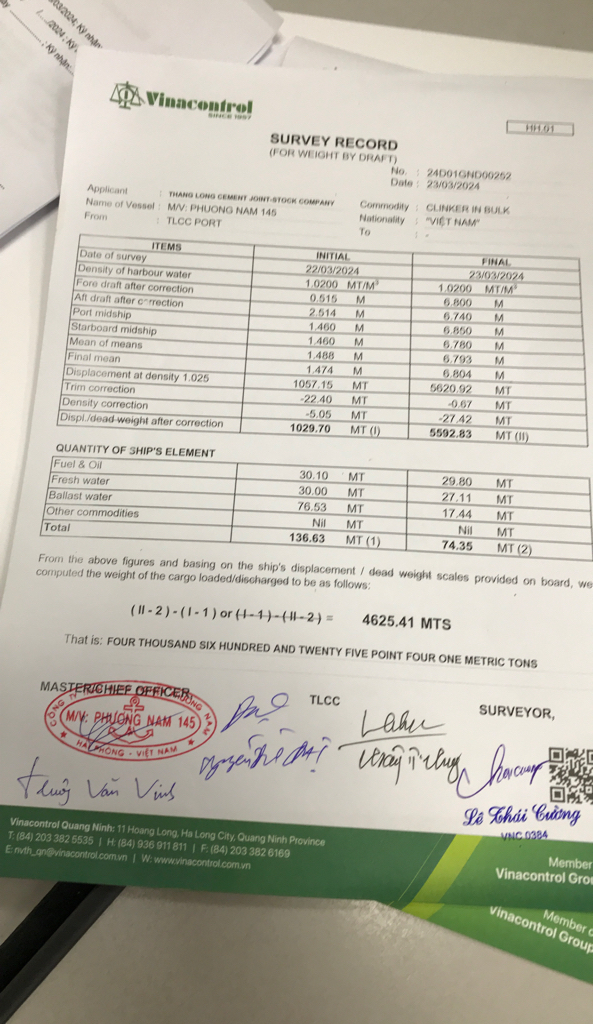 Vinacontrol
SINCE 1957
HH.01
SURVEY RECORD
(FOR WEIGHT BY DRAFT)
No. : 24D01GND00252
Date : 23/03/2024
Applicant : THANG LONG CEMENT JOINT-STOCK COMPANY
Name of Vessel : M/V: PHUONG NAM 145
From : TLCC PORT
Commodity : CLINKER IN BULK
Nationality : "VIỆT NAM"
To : -
ITEMS INITIAL FINAL
Date of survey 22/03/2024 23/03/2024
Density of harbour water 1.0200 MT/M³ 1.0200 MT/M³
Fore draft after correction 0.515 M 6.800 M
Aft draft after correction 2.514 M 6.740 M
Port midship 1.460 M 6.850 M
Starboard midship 1.460 M 6.780 M
Mean of means 1.488 M 6.793 M
Final mean 1.474 M 6.804 M
Displacement at density 1.025 1057.15 MT 5620.92 MT
Trim correction -22.40 MT -0.67 MT
Density correction -5.05 MT -27.42 MT
Displ./dead weight after correction 1029.70 MT (I) 5592.83 MT (II)
QUANTITY OF SHIP'S ELEMENT
Fuel & Oil 30.10 MT 29.80 MT
Fresh water 30.00 MT 27.11 MT
Ballast water 76.53 MT 17.44 MT
Other commodities Nil MT Nil MT
Total 136.63 MT (1) 74.35 MT (2)
From the above figures and basing on the ship's displacement / dead weight scales provided on board, we
computed the weight of the cargo loaded/discharged to be as follows:
(II - 2) - (I - 1) or (I - 1) - (II - 2) = 4625.41 MTS
That is: FOUR THOUSAND SIX HUNDRED AND TWENTY FIVE POINT FOUR ONE METRIC TONS
MASTER/CHIEF OFFICER
TLCC
SURVEYOR,
M/V: PHUONG NAM 145
HẢI PHÒNG - VIỆT NAM
Văn Vinh
Lê Thái Cường
VNC 0384
Vinacontrol Quang Ninh: 11 Hoang Long, Ha Long City, Quang Ninh Province
T: (84) 203 382 5535 | H: (84) 936 911 811 | F: (84) 203 382 6169
E: nvth_qn@vinacontrol.com.vn | W: www.vinacontrol.com.vn
Member
Vinacontrol Grou
Member o
Vinacontrol Group